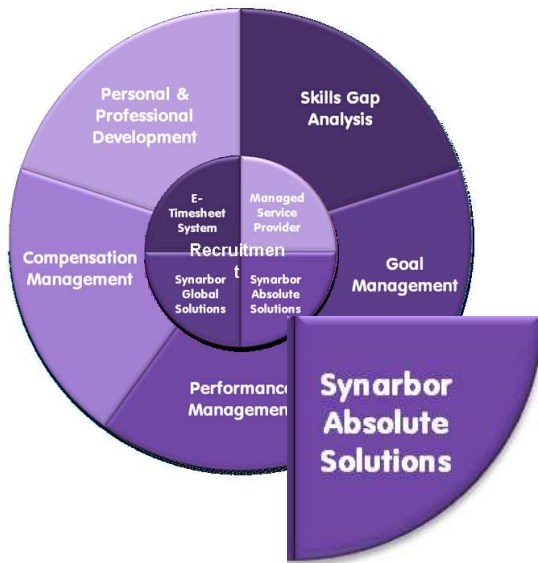 Personal &
Professional
Development
Skills Gap
Analysis
E-
Timesheet
System
Managed
Service
Provider
Recruitmen
t
Compensation
Management
Goal
Management
Synarbor
Global
Solutions
Synarbor
Absolute
Solutions
Performance
Management
Synarbor
Absolute
Solutions